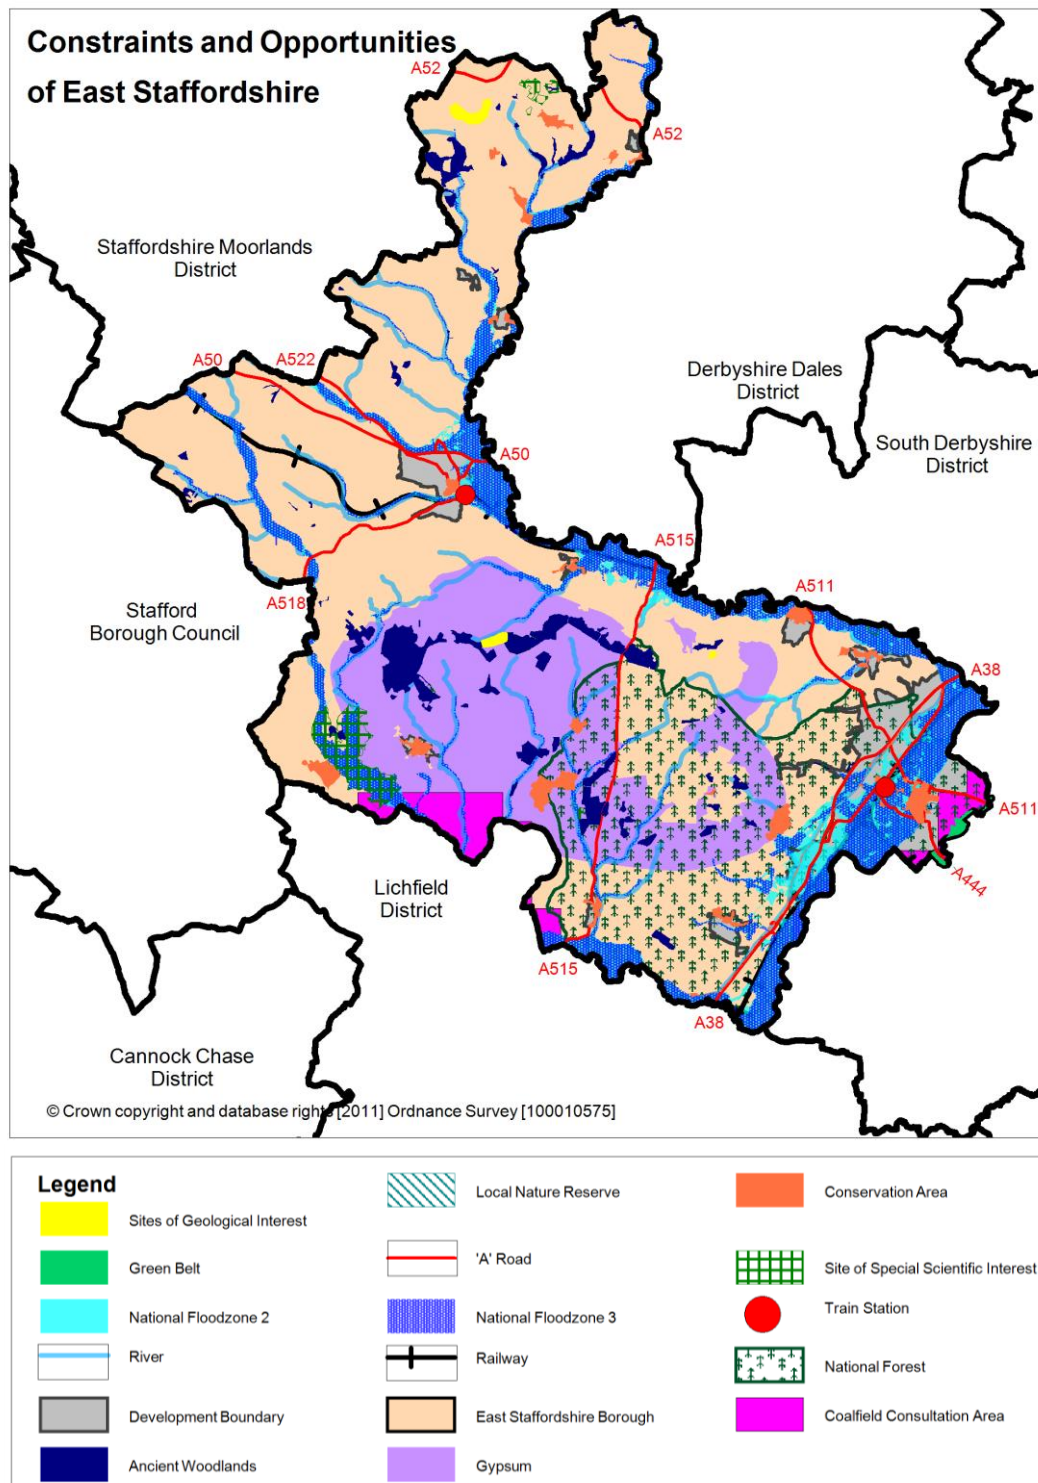 Constraints and Opportunities
of East Staffordshire
A52
A52
Staffordshire Moorlands
District
A50
A522
Derbyshire Dales
District
South Derbyshire
District
A50
A515
A518
Stafford
Borough Council
A511
A38
A511
A444
Lichfield
District
A515
A38
Cannock Chase
District
© Crown copyright and database rights [2011] Ordnance Survey [100010575]
Legend
Sites of Geological Interest
Green Belt
National Floodzone 2
River
Development Boundary
Ancient Woodlands
Local Nature Reserve
'A' Road
National Floodzone 3
Railway
East Staffordshire Borough
Gypsum
Conservation Area
Site of Special Scientific Interest
Train Station
National Forest
Coalfield Consultation Area